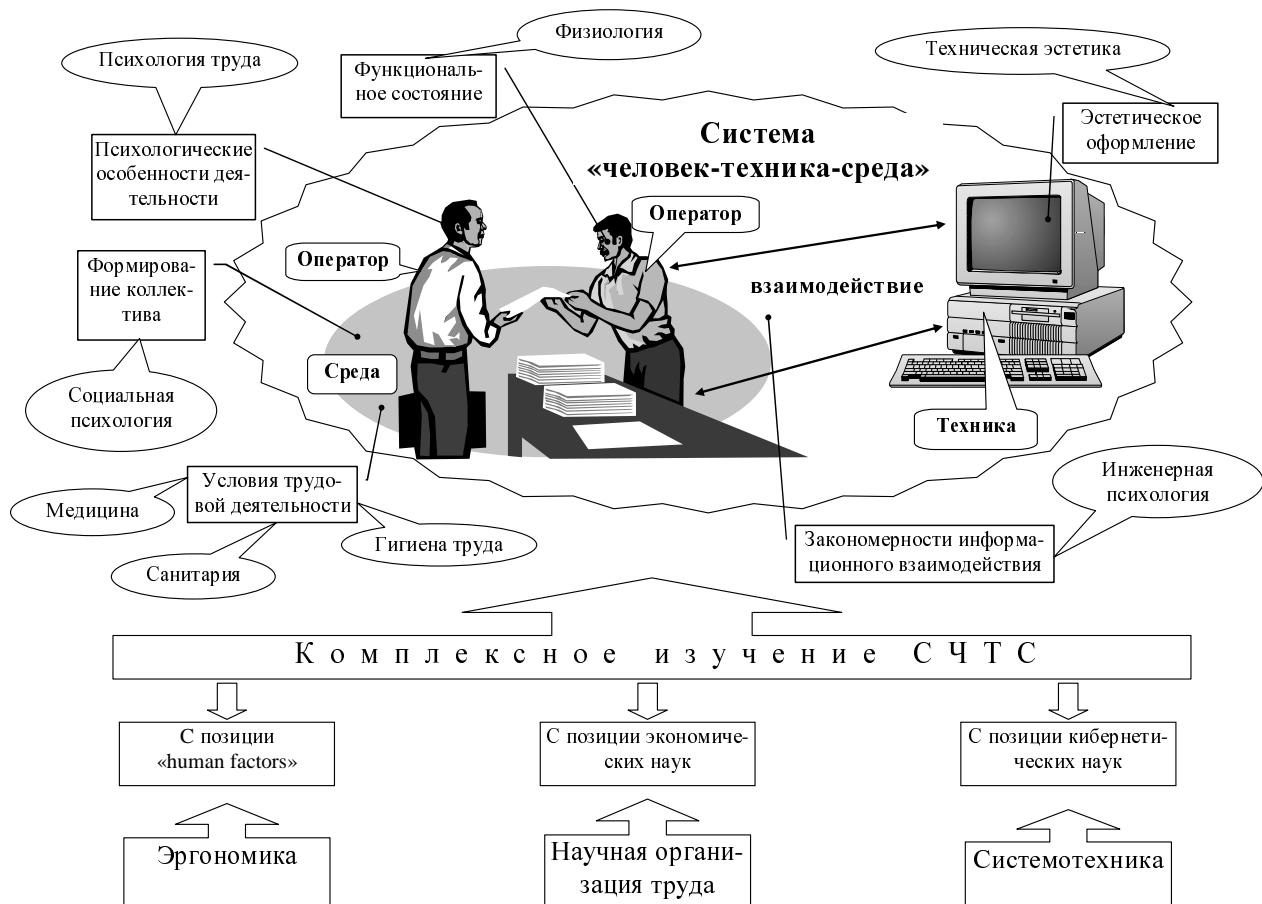 Физиология
Психология труда
Техническая эстетика
Функциональ-
ное состояние
Эстетическое
оформление
Психологические
особенности дея-
тельности
Система
«человек-техника-среда»
Оператор
Оператор
Формирова-
ние коллек-
тива
взаимодействие
Среда
Социальная
психология
Техника
Инженерная
психология
Условия трудо-
вой деятельности
Медицина
Гигиена труда
Санитария
Закономерности информа-
ционного взаимодействия
Комплексное изучение СЧТС
С позиции
«human factors»
С позиции экономиче-
ских наук
С позиции кибернети-
ческих наук
Эргономика
Научная органи-
зация труда
Системотехника